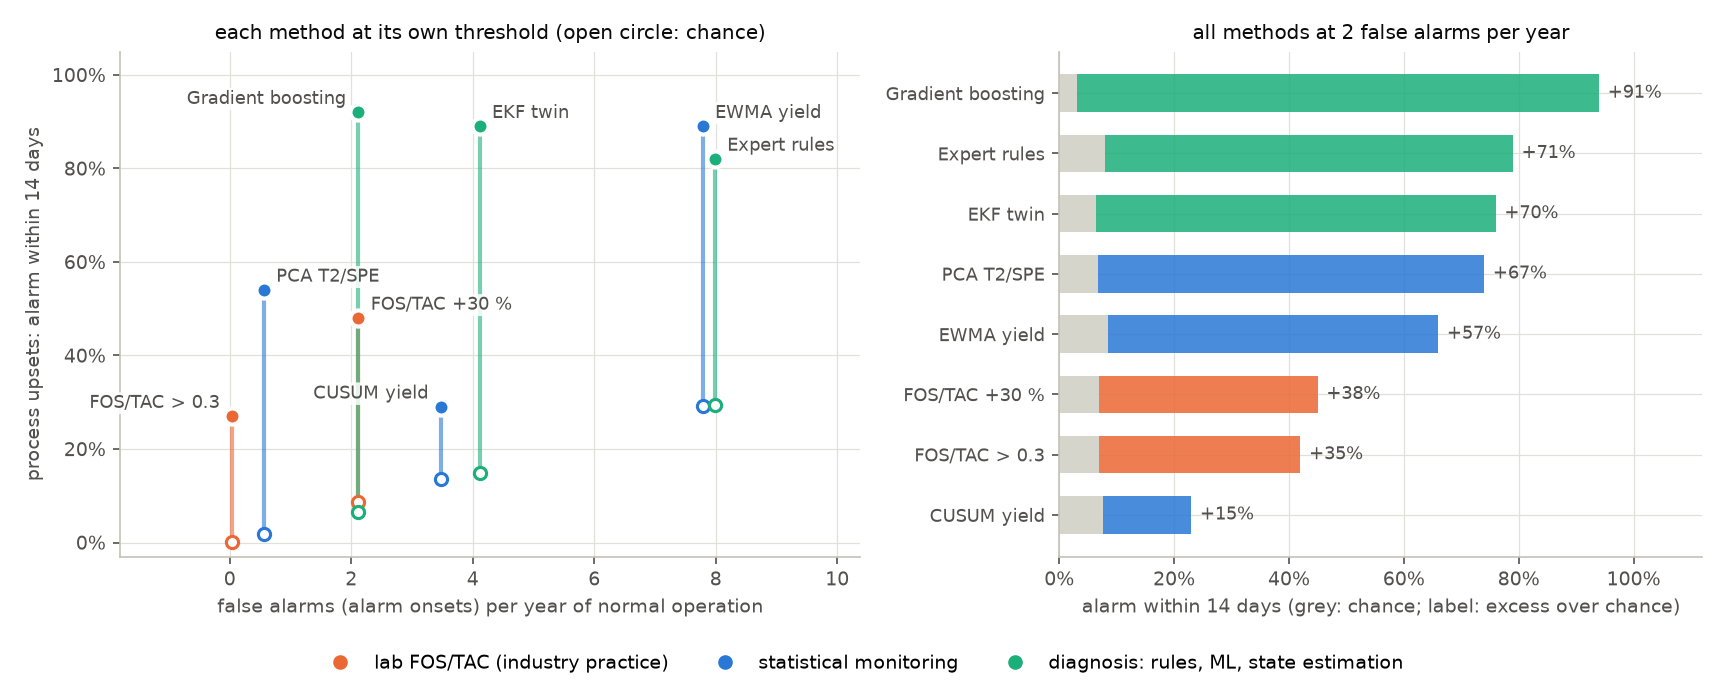 each method at its own threshold (open circle: chance)
100%
80%
60%
40%
20%
0%
process upsets: alarm within 14 days
Gradient boosting
EKF twin
EWMA yield
Expert rules
PCA T2/SPE
FOS/TAC +30 %
CUSUM yield
FOS/TAC > 0.3
0
2
4
6
8
10
false alarms (alarm onsets) per year of normal operation
all methods at 2 false alarms per year
Gradient boosting +91%
Expert rules +71%
EKF twin +70%
PCA T2/SPE +67%
EWMA yield +57%
FOS/TAC +30 % +38%
FOS/TAC > 0.3 +35%
CUSUM yield +15%
0%
20%
40%
60%
80%
100%
alarm within 14 days (grey: chance; label: excess over chance)
lab FOS/TAC (industry practice)
statistical monitoring
diagnosis: rules, ML, state estimation